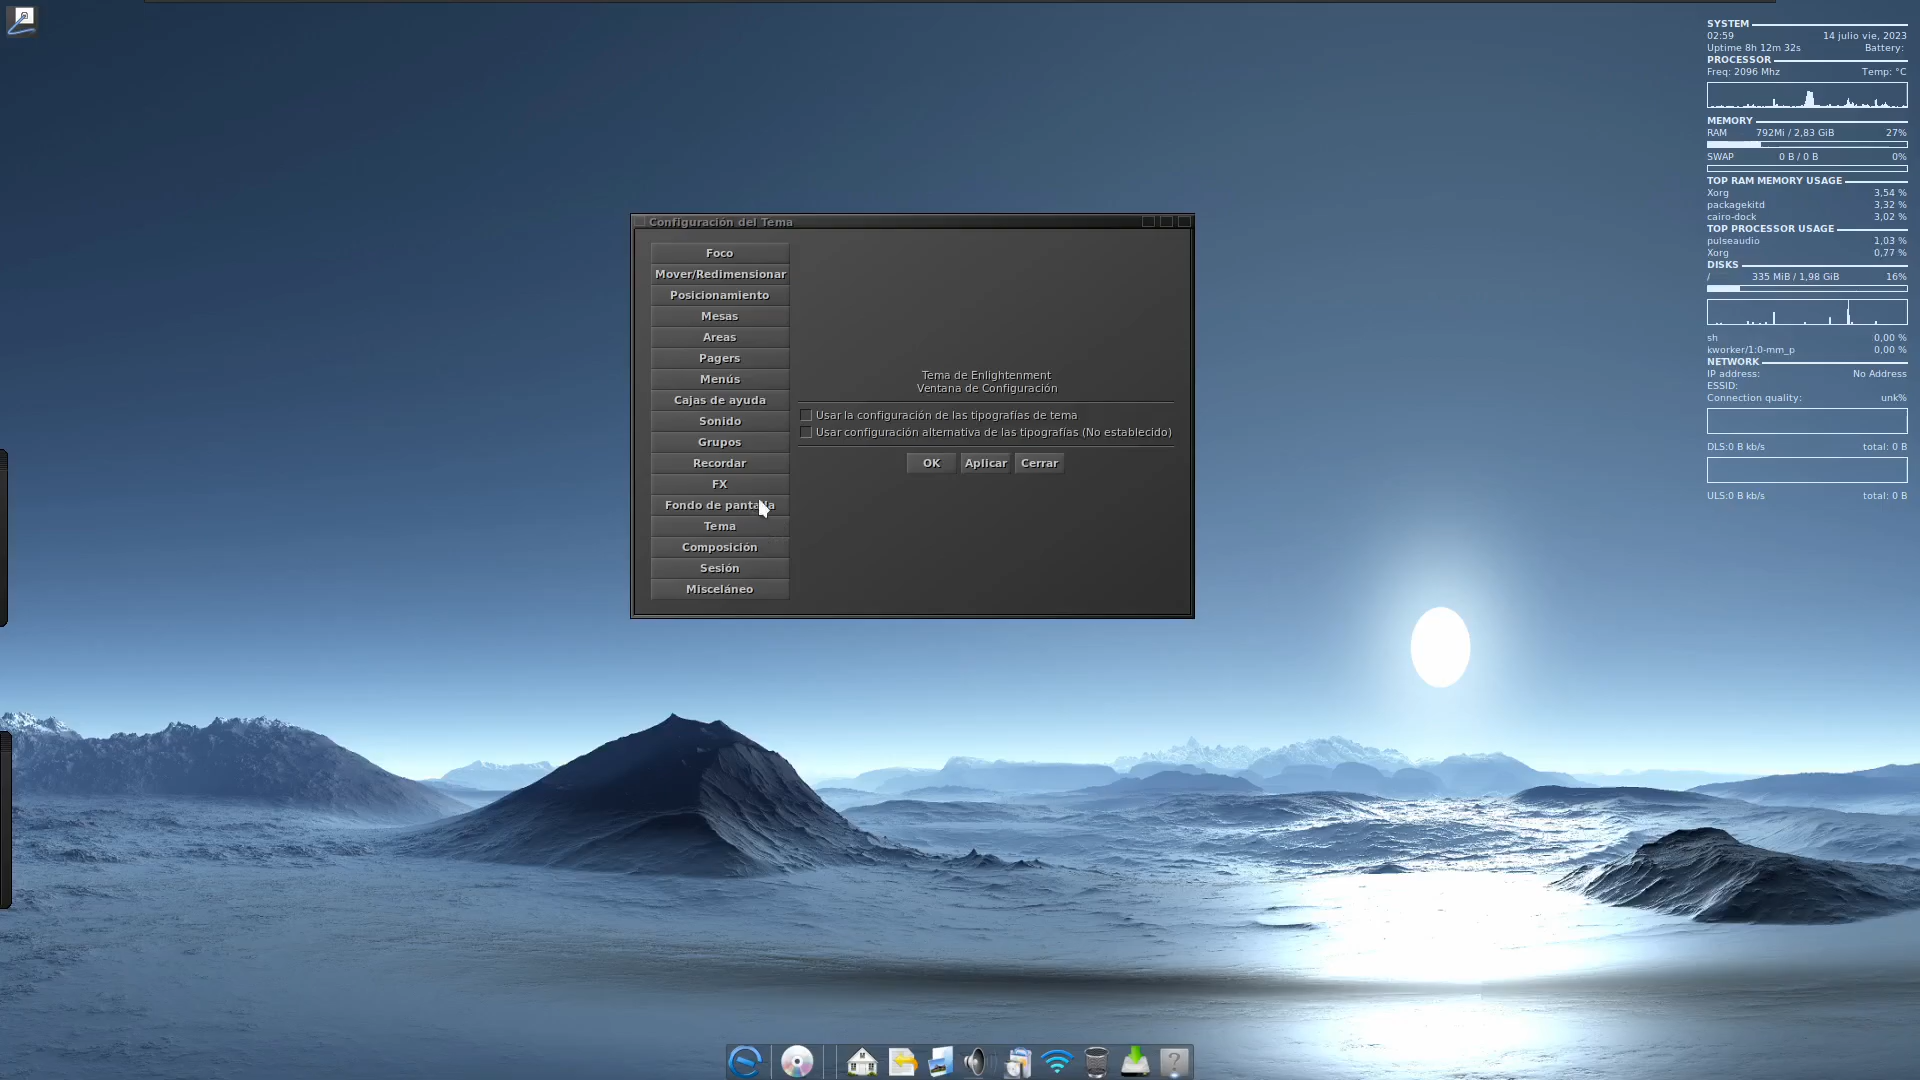 SYSTEM
02:59 14 julio vie, 2023
Uptime 8h 12m 32s Battery:
PROCESSOR
Freq: 2096 Mhz Temp: °C
MEMORY
RAM 792Mi / 2,83 GiB 27%
SWAP 0 B / 0 B 0%
TOP RAM MEMORY USAGE
Xorg 3,54 %
packagekitd 3,32 %
cairo-dock 3,02 %
TOP PROCESSOR USAGE
pulseaudio 1,03 %
Xorg 0,77 %
DISKS
/ 335 MiB / 1,98 GiB 16%
sh 0,00 %
kworker/1:0-mm_p 0,00 %
NETWORK
IP address: No Address
ESSID:
Connection quality: unk%
DLS:0 B kb/s total: 0 B
ULS:0 B kb/s total: 0 B
Configuración del Tema
Foco
Mover/Redimensionar
Posicionamiento
Mesas
Areas
Pagers
Menús
Cajas de ayuda
Sonido
Grupos
Recordar
FX
Fondo de pantalla
Tema
Composición
Sesión
Misceláneo
Tema de Enlightenment
Ventana de Configuración
Usar la configuración de las tipografías de tema
Usar configuración alternativa de las tipografías (No establecido)
OK Aplicar Cerrar